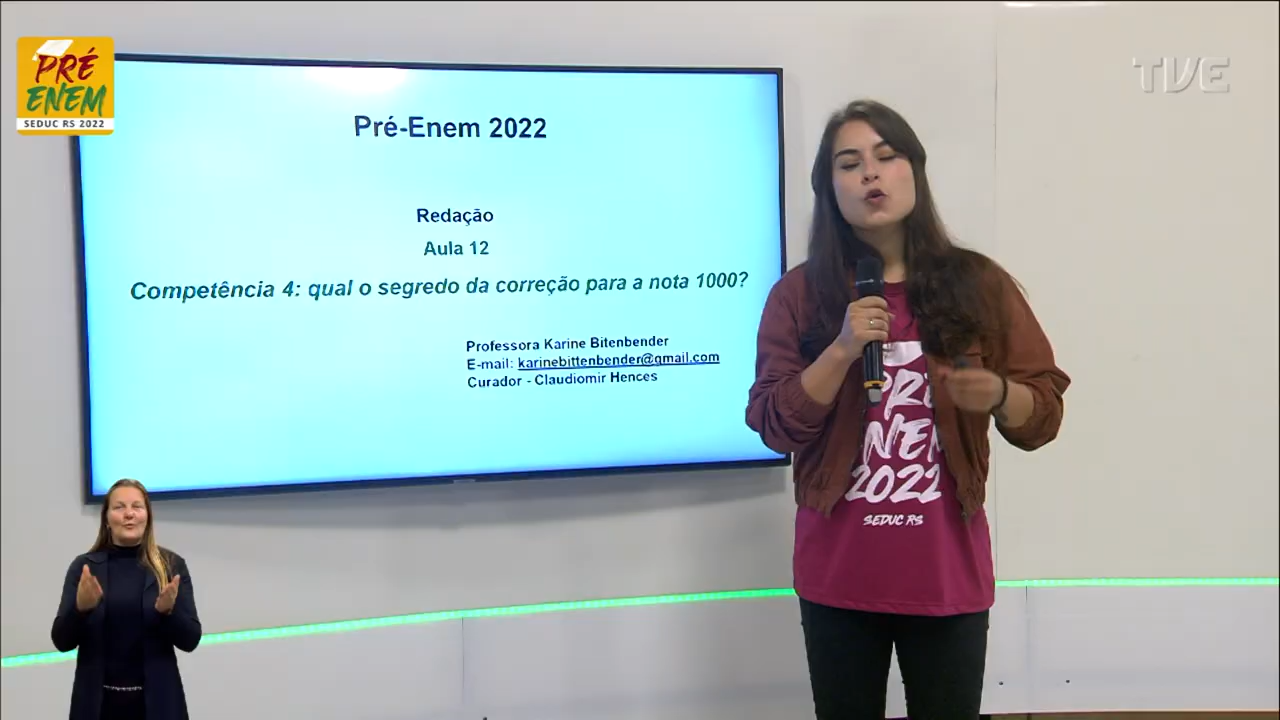 PRÉ
ENEM
SEDUC RS 2022
TVE
Pré-Enem 2022
Redação
Aula 12
Competência 4: qual o segredo da correção para a nota 1000?
Professora Karine Bitenbender
E-mail: karinebittenbender@gmail.com
Curador - Claudiomir Hences
PRÉ
ENEM
2022
SEDUC RS